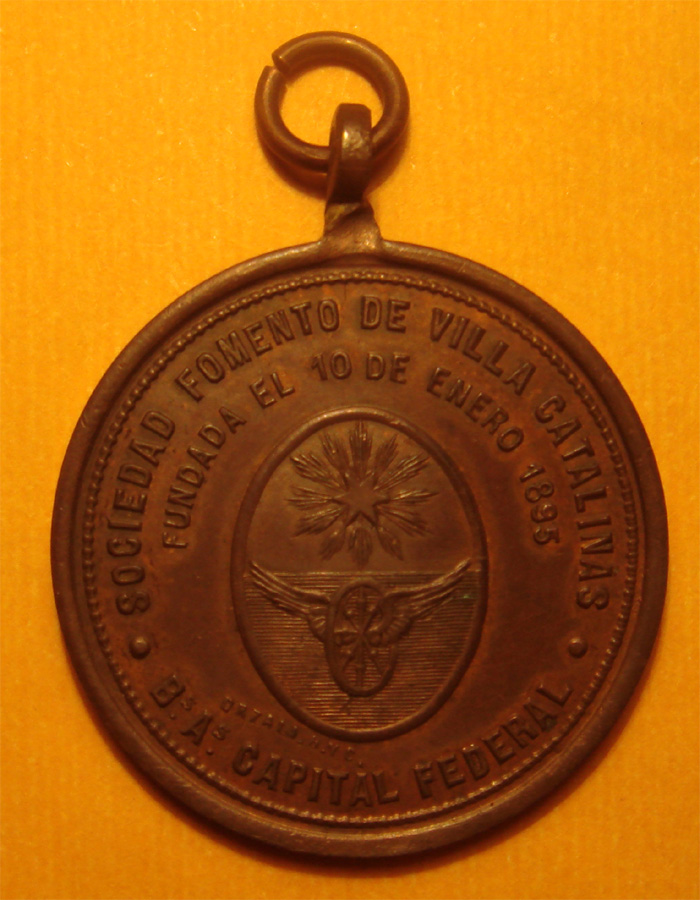 SOCIEDAD FOMENTO DE VILLA CATALINAS
FUNDADA EL 10 DE ENERO 1895
Bs. As. CAPITAL FEDERAL